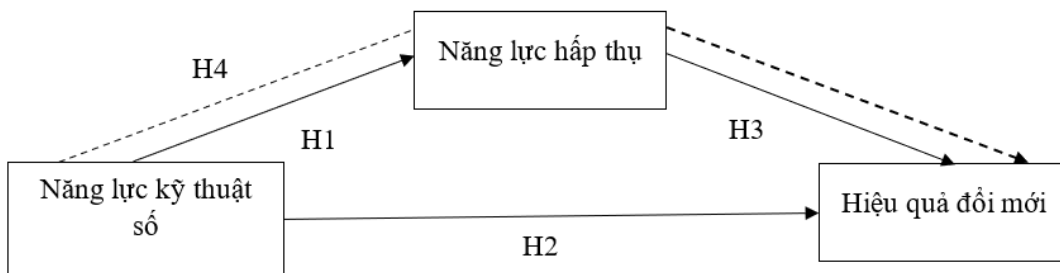 Năng lực hấp thụ
H4
H1
H3
Năng lực kỹ thuật
số
Hiệu quả đổi mới
H2